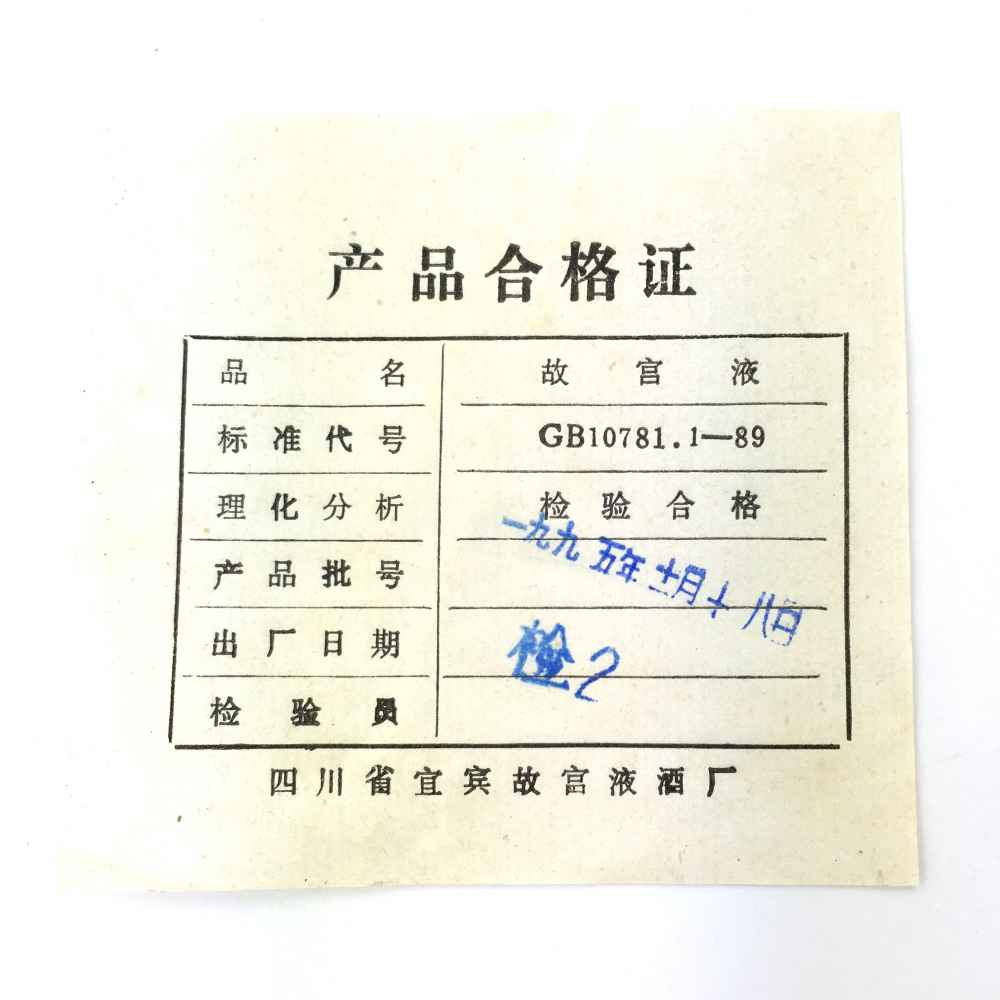 产品合格证
品名 故宫液
标准代号 GB10781.1—89
理化分析 检验合格
产品批号
一九九五年十一月十八日
出厂日期
检2
检验员
四川省宜宾故宫液酒厂